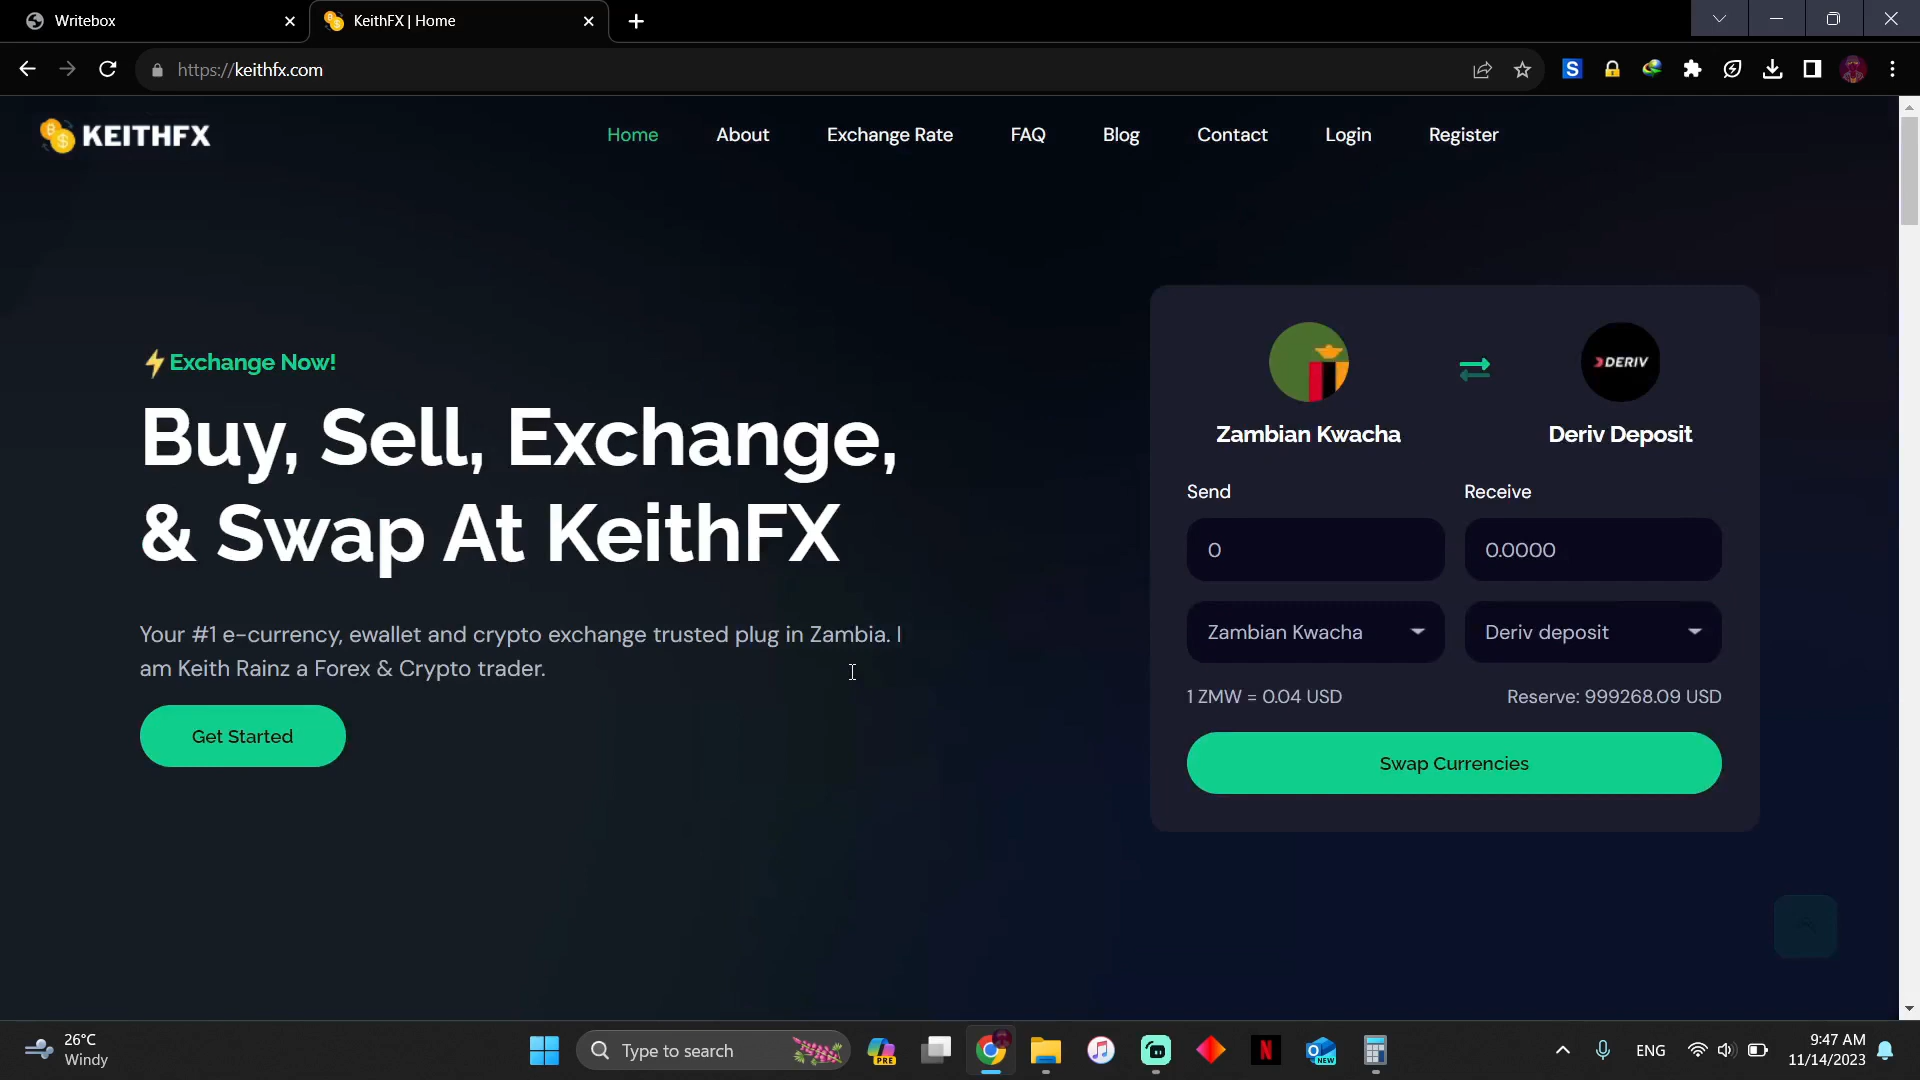 Writebox
KeithFX | Home
https://keithfx.com
KEITHFX
Home
About
Exchange Rate
FAQ
Blog
Contact
Login
Register
⚡Exchange Now!
Buy, Sell, Exchange,
& Swap At KeithFX
Your #1 e-currency, ewallet and crypto exchange trusted plug in Zambia. I
am Keith Rainz a Forex & Crypto trader.
Get Started
DERIV
Zambian Kwacha
Deriv Deposit
Send
Receive
0
0.0000
Zambian Kwacha
Deriv deposit
1 ZMW = 0.04 USD
Reserve: 999268.09 USD
Swap Currencies
26°C
Windy
Type to search
PRE
NEW
ENG
9:47 AM
11/14/2023